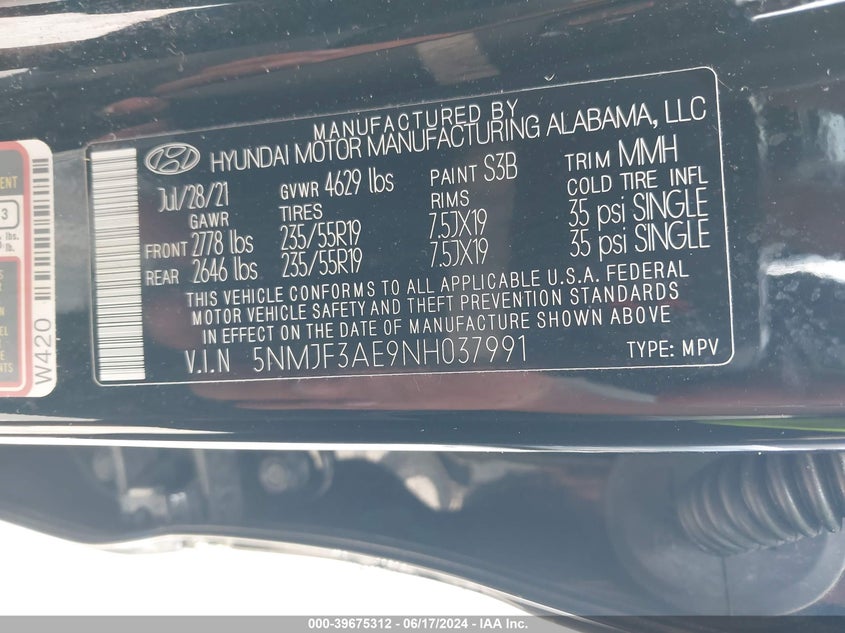 MANUFACTURED BY
HYUNDAI MOTOR MANUFACTURING ALABAMA, LLC
Jul/28/21 GVWR 4629 lbs PAINT S3B TRIM MMH
GAWR TIRES RIMS COLD TIRE INFL
FRONT 2778 lbs 235/55R19 7.5JX19 35 psi SINGLE
REAR 2646 lbs 235/55R19 7.5JX19 35 psi SINGLE
THIS VEHICLE CONFORMS TO ALL APPLICABLE U.S.A. FEDERAL
MOTOR VEHICLE SAFETY AND THEFT PREVENTION STANDARDS
IN EFFECT ON THE DATE OF MANUFACTURE SHOWN ABOVE
V.I.N 5NMJF3AE9NH037991 TYPE: MPV
3
lbs.
lb.
W420
000-39675312 - 06/17/2024 - IAA Inc.